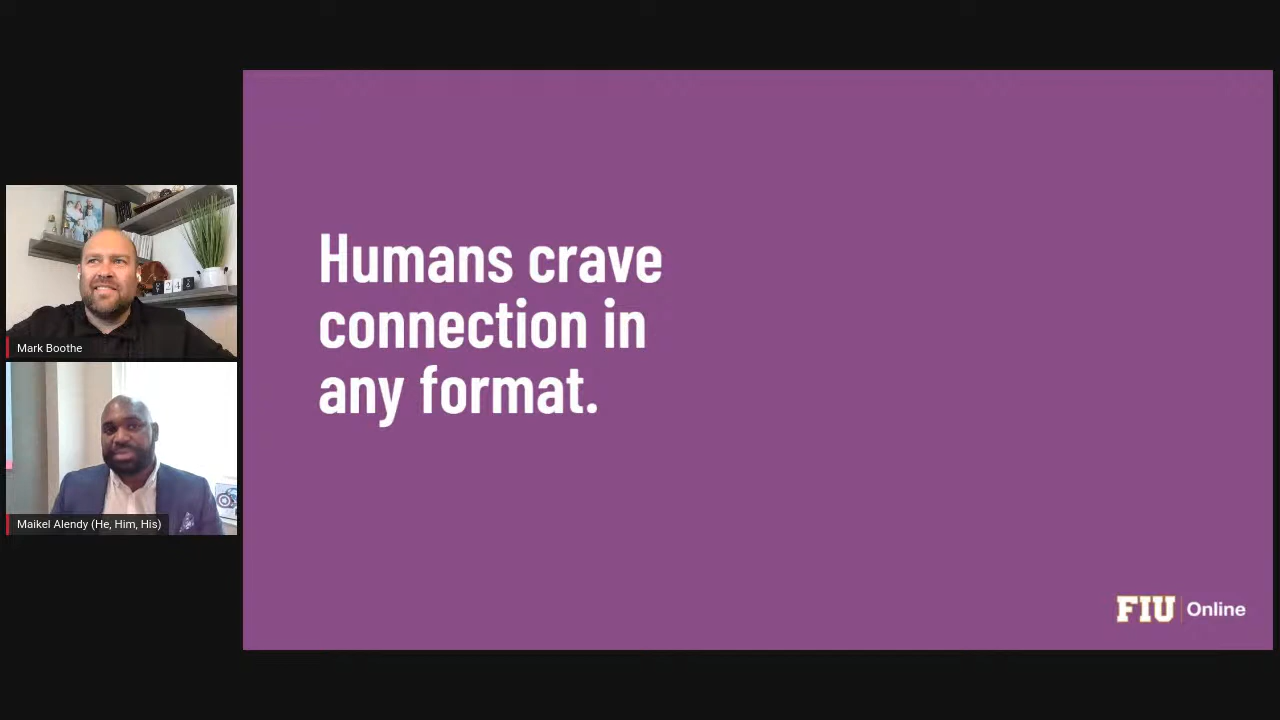 Humans crave
connection in
any format.
Mark Boothe
Maikel Alendy (He, Him, His)
FIU Online